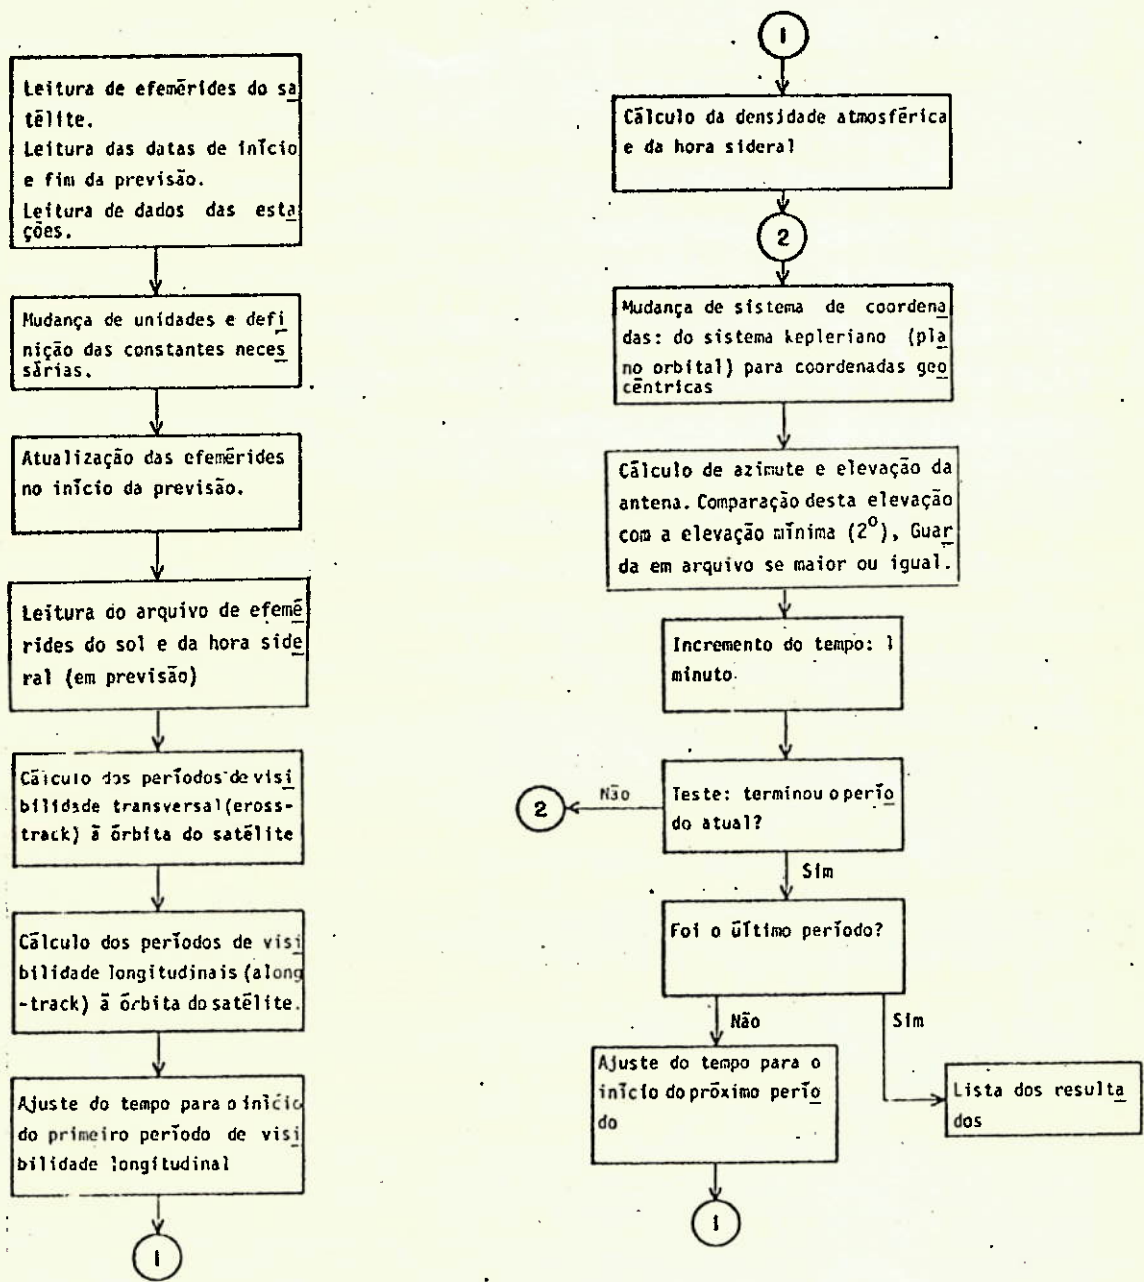 Leitura de efemérides do sa
télite.
Leitura das datas de início
e fim da previsão.
Leitura de dados das esta
ções.
Mudança de unidades e defi
nição das constantes neces
sárias.
Atualização das efemérides
no início da previsão.
Leitura do arquivo de efemé
rides do sol e da hora side
ral (em previsão)
Cálculo dos períodos de visi
bilidade transversal (eross-
track) à órbita do satélite
Cálculo dos períodos de visi
bilidade longitudinais (along
-track) à órbita do satélite.
Ajuste do tempo para o início
do primeiro período de visi
bilidade longitudinal
1
1
Cálculo da densidade atmosférica
e da hora sideral
2
Mudança de sistema de coordena
das: do sistema kepleriano (pla
no orbital) para coordenadas geo
cêntricas
Cálculo de azimute e elevação da
antena. Comparação desta elevação
com a elevação mínima (2º), Guar
da em arquivo se maior ou igual.
Incremento do tempo: 1
minuto
Teste: terminou o perío
do atual?
Não
2
Sim
Foi o último período?
Não
Sim
Ajuste do tempo para o
início do próximo perío
do
Lista dos resulta
dos
1